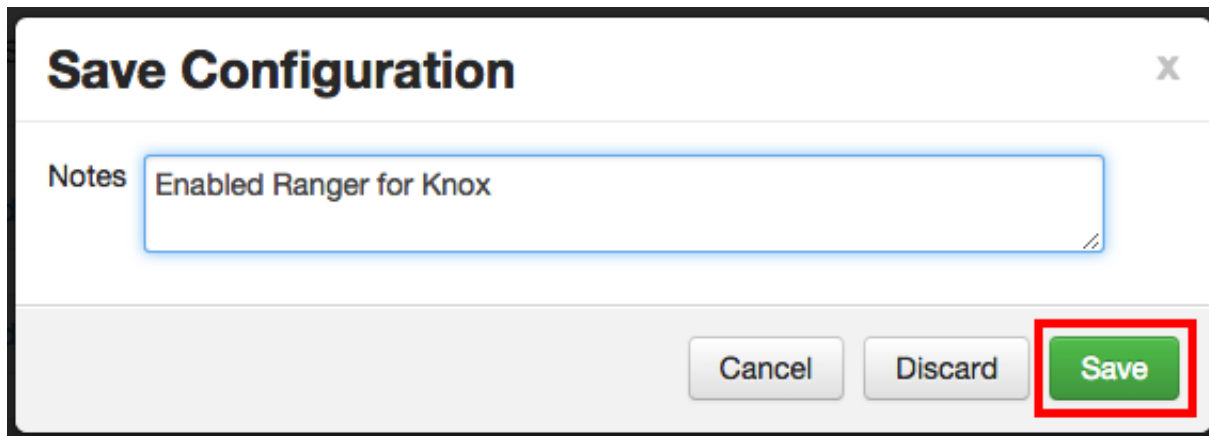 Save Configuration
x
Notes
Enabled Ranger for Knox
Cancel
Discard
Save